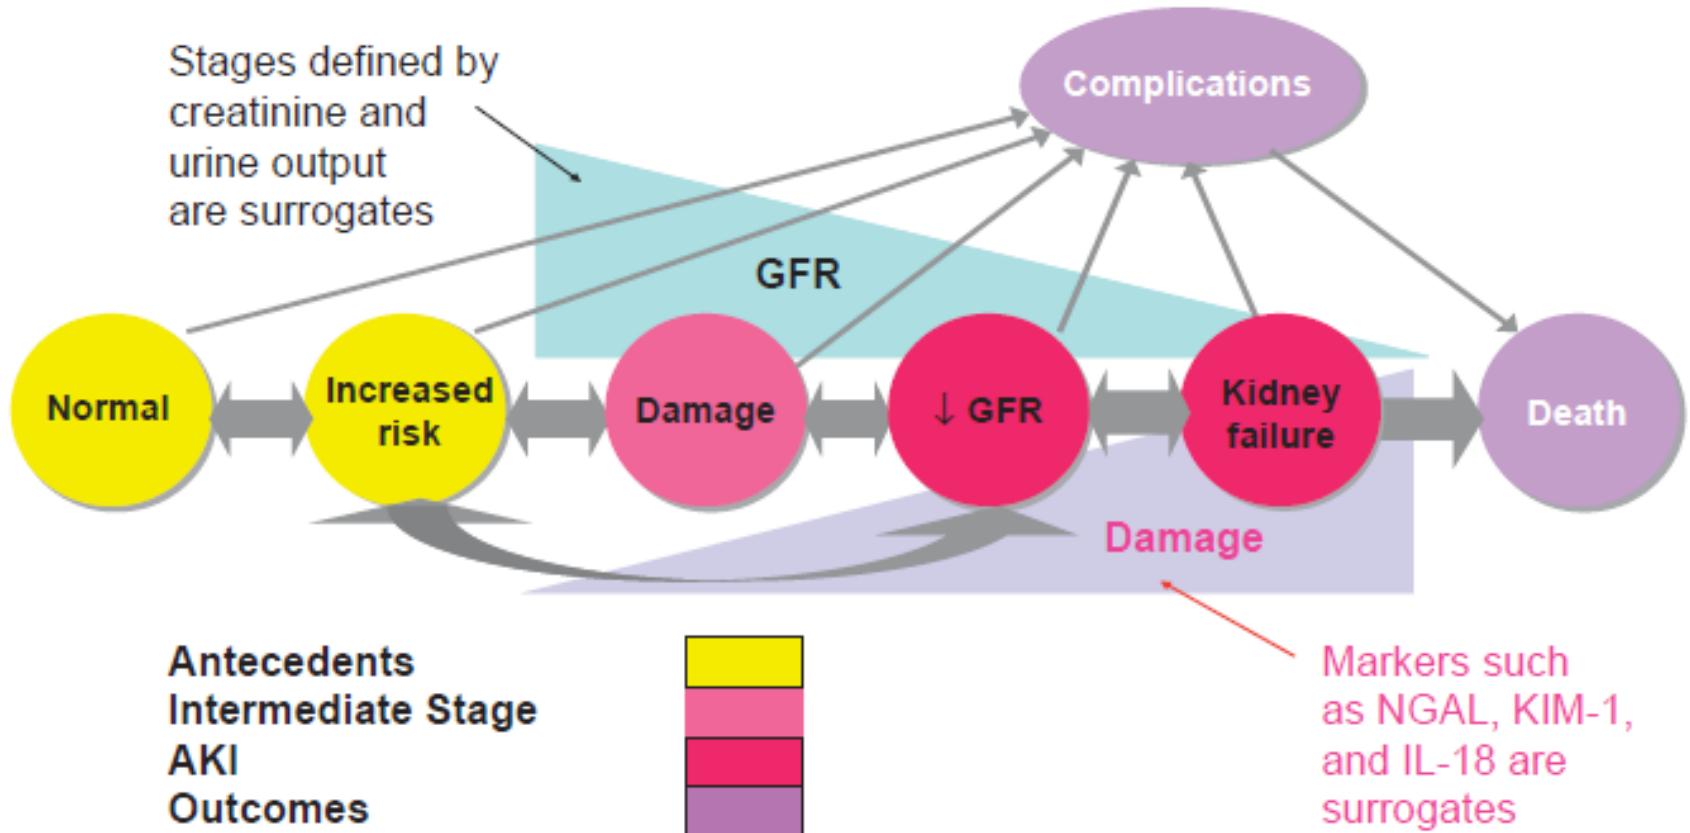 Stages defined by
creatinine and
urine output
are surrogates
Complications
GFR
Normal
Increased
risk
Damage
↓ GFR
Kidney
failure
Death
Damage
Antecedents
Intermediate Stage
AKI
Outcomes
Markers such
as NGAL, KIM-1,
and IL-18 are
surrogates